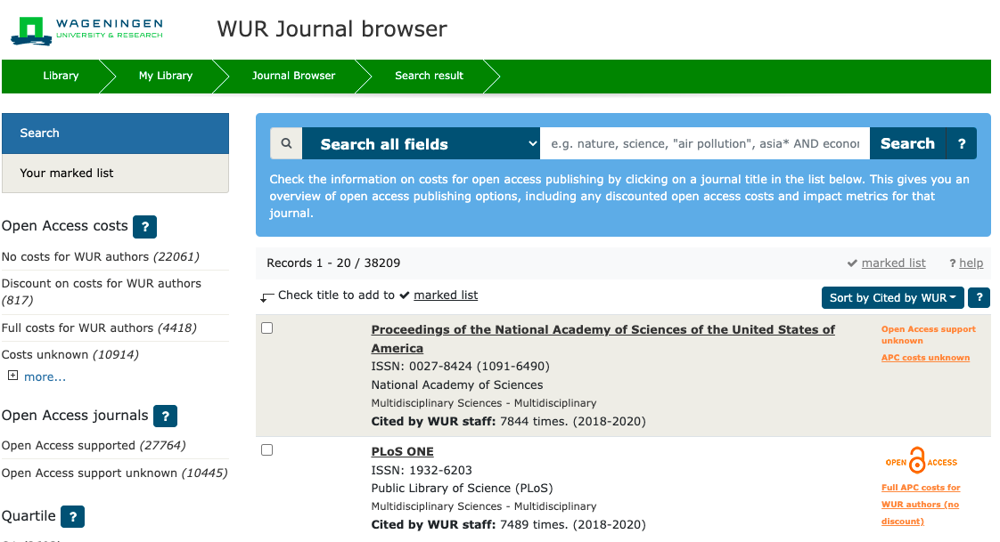 WAGENINGEN
UNIVERSITY & RESEARCH
WUR Journal browser
Library
My Library
Journal Browser
Search result
Search
Your marked list
Open Access costs ?
No costs for WUR authors (22061)
Discount on costs for WUR authors
(817)
Full costs for WUR authors (4418)
Costs unknown (10914)
more...
Open Access journals ?
Open Access supported (27764)
Open Access support unknown (10445)
Quartile ?
Search all fields
e.g. nature, science, "air pollution", asia* AND econor
Search ?
Check the information on costs for open access publishing by clicking on a journal title in the list below. This gives you an
overview of open access publishing options, including any discounted open access costs and impact metrics for that
journal.
Records 1 - 20 / 38209
✔ marked list
? help
Check title to add to ✔ marked list
Sort by Cited by WUR ?
Proceedings of the National Academy of Sciences of the United States of
America
ISSN: 0027-8424 (1091-6490)
National Academy of Sciences
Multidisciplinary Sciences - Multidisciplinary
Cited by WUR staff: 7844 times. (2018-2020)
Open Access support
unknown
APC costs unknown
PLoS ONE
ISSN: 1932-6203
Public Library of Science (PLoS)
Multidisciplinary Sciences - Multidisciplinary
Cited by WUR staff: 7489 times. (2018-2020)
OPEN ACCESS
Full APC costs for
WUR authors (no
discount)